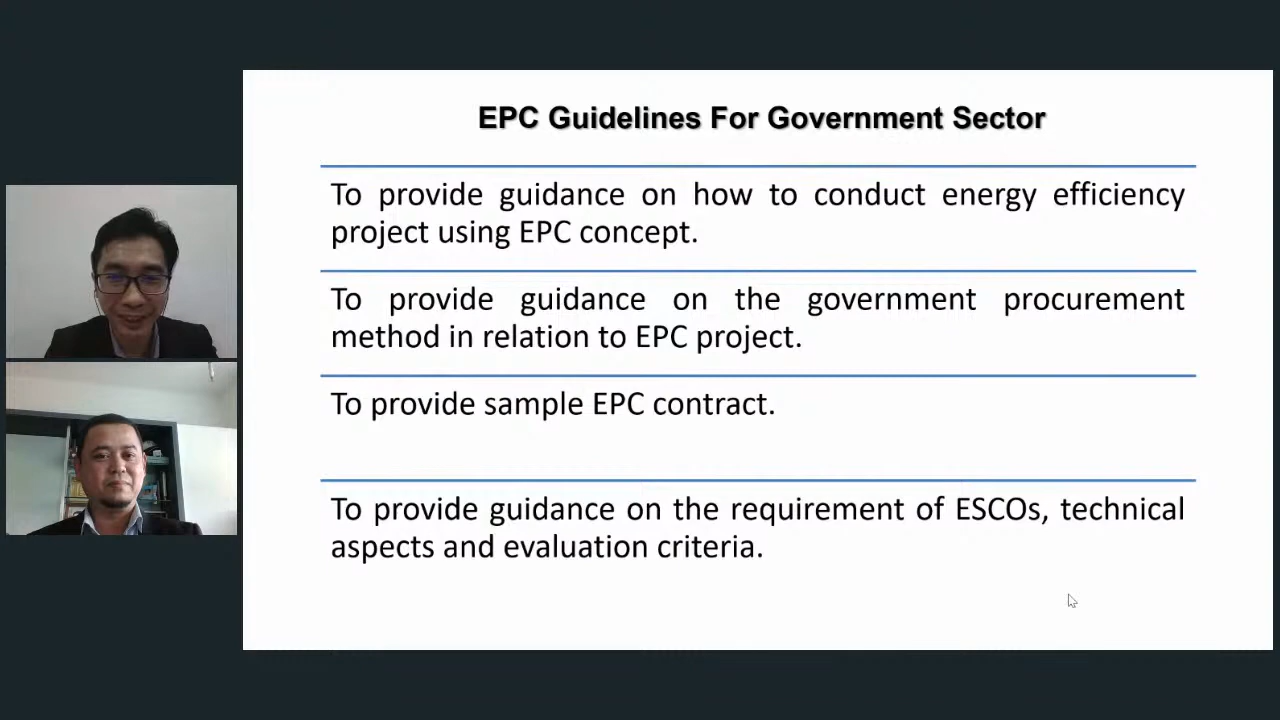 EPC Guidelines For Government Sector
To provide guidance on how to conduct energy efficiency
project using EPC concept.
To provide guidance on the government procurement
method in relation to EPC project.
To provide sample EPC contract.
To provide guidance on the requirement of ESCOs, technical
aspects and evaluation criteria.